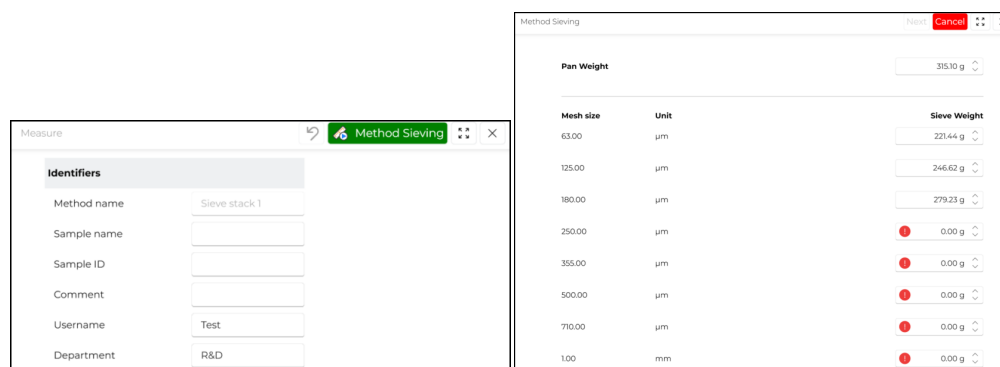 Measure
Method Sieving
Identifiers
Method name Sieve stack 1
Sample name
Sample ID
Comment
Username Test
Department R&D
Method Sieving Next Cancel
Pan Weight 315.10 g
Mesh size Unit Sieve Weight
63.00 µm 221.44 g
125.00 µm 246.62 g
180.00 µm 279.23 g
250.00 µm 0.00 g
355.00 µm 0.00 g
500.00 µm 0.00 g
710.00 µm 0.00 g
1.00 mm 0.00 g